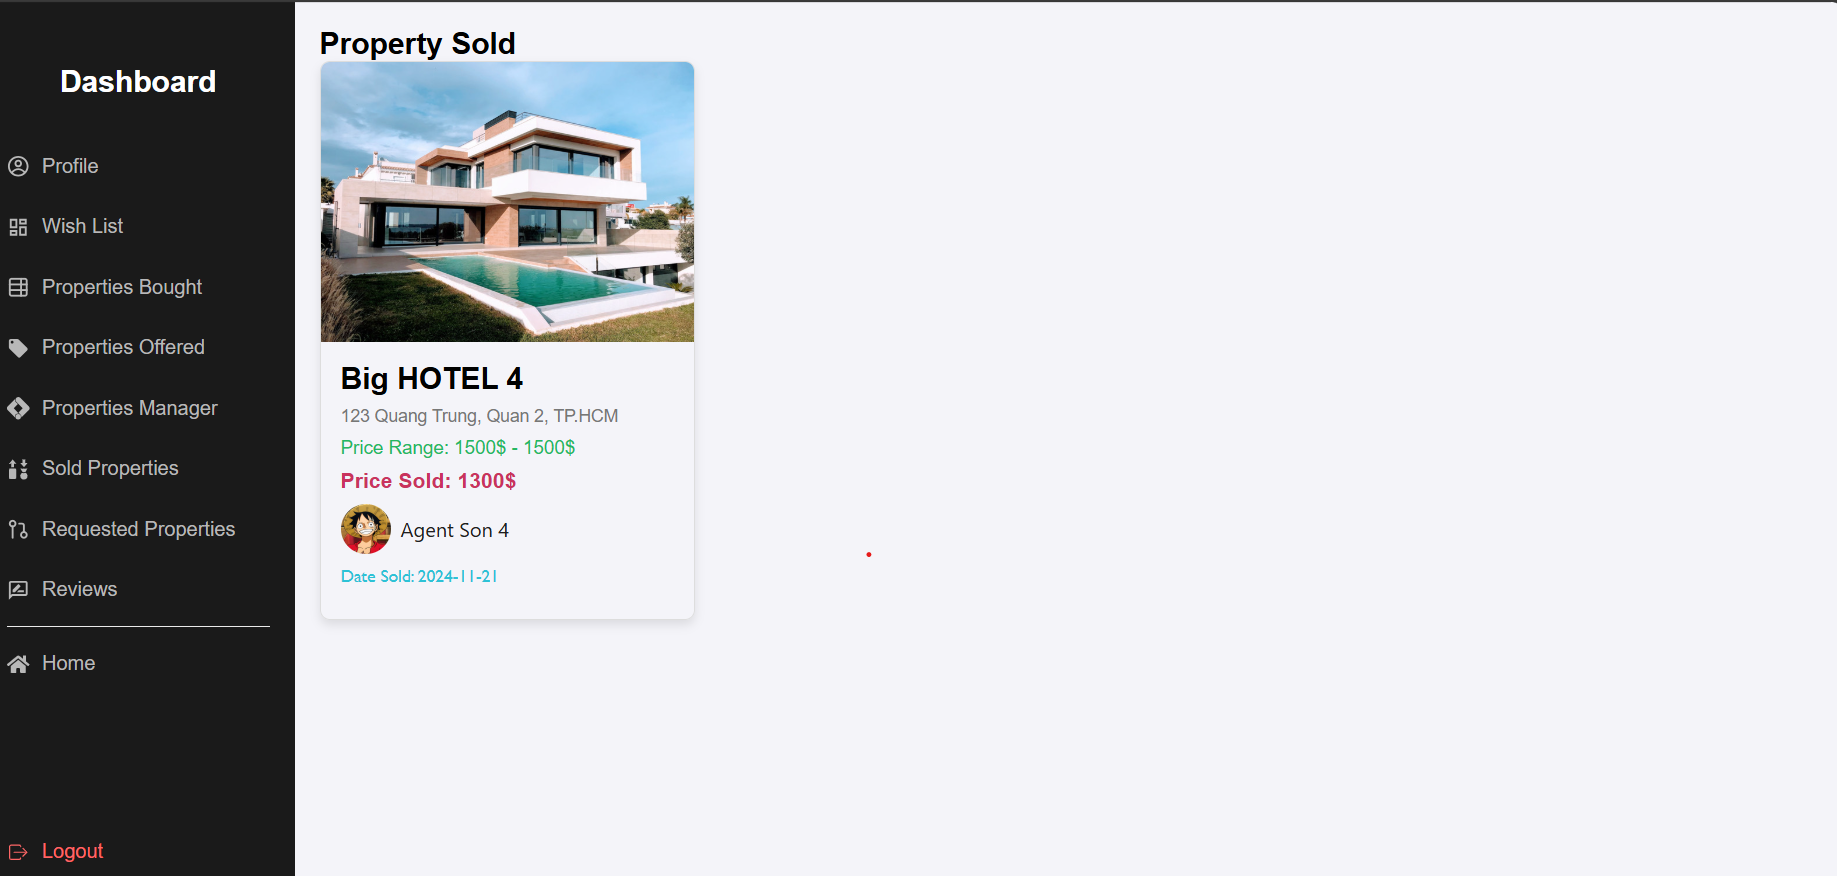 Dashboard
Profile
Wish List
Properties Bought
Properties Offered
Properties Manager
Sold Properties
Requested Properties
Reviews
Home
Logout
Property Sold
Big HOTEL 4
123 Quang Trung, Quan 2, TP.HCM
Price Range: 1500$ - 1500$
Price Sold: 1300$
Agent Son 4
Date Sold: 2024-11-21